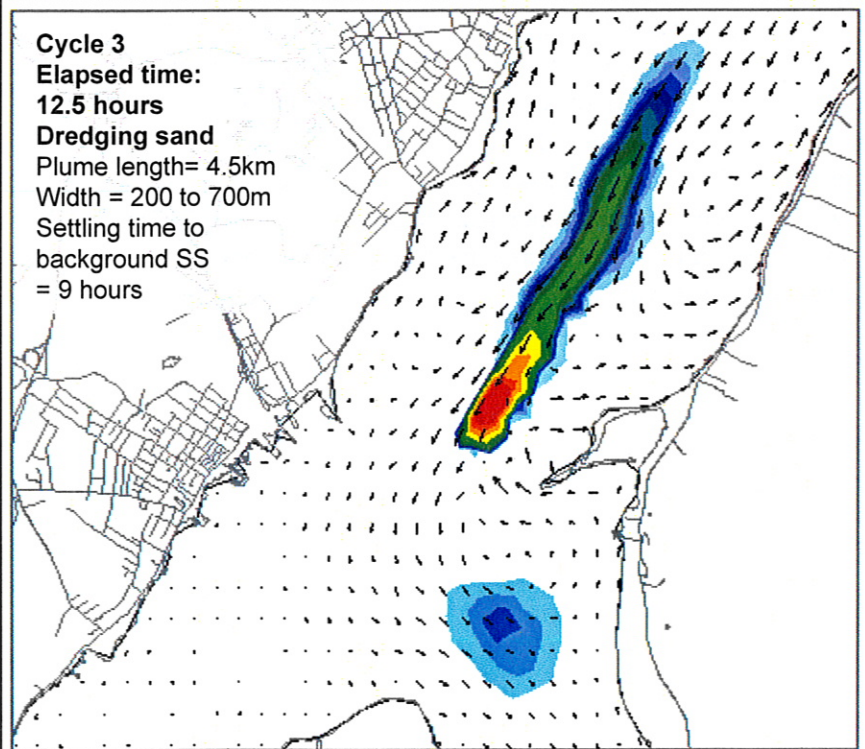 Cycle 3
Elapsed time:
12.5 hours
Dredging sand
Plume length= 4.5km
Width = 200 to 700m
Settling time to
background SS
= 9 hours